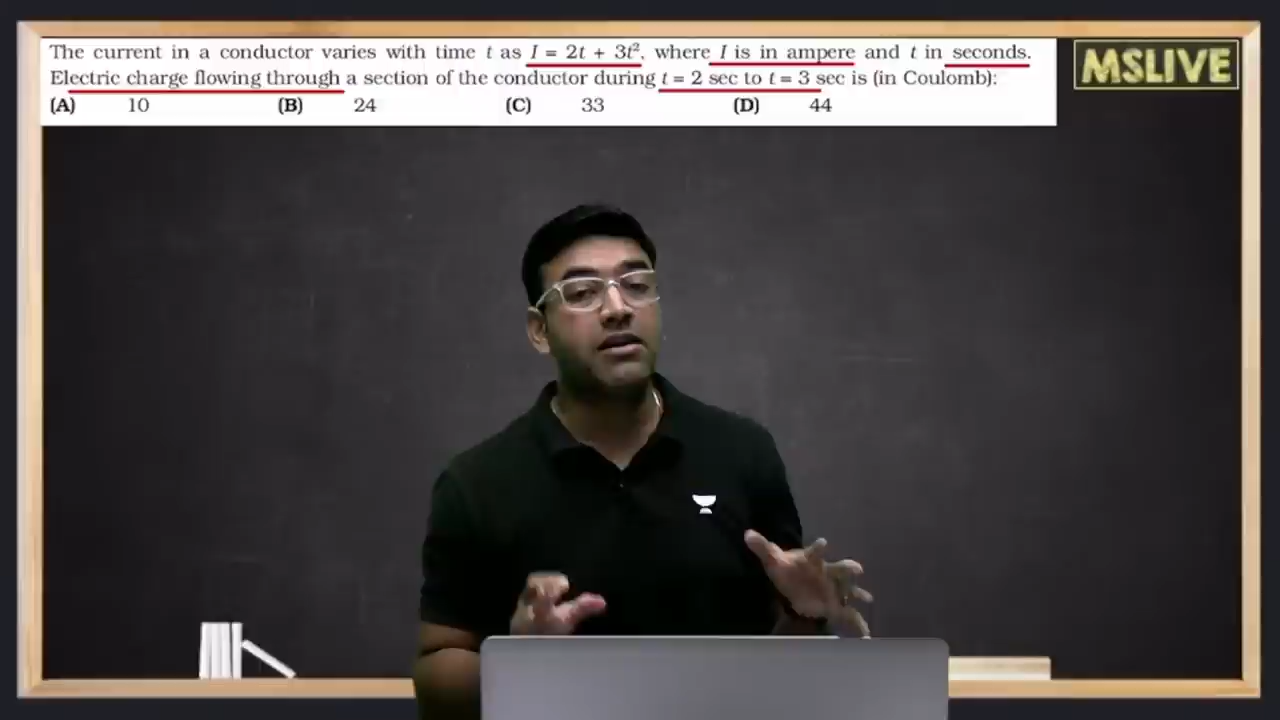 The current in a conductor varies with time t as I = 2t + 3t², where I is in ampere and t in seconds.
Electric charge flowing through a section of the conductor during t = 2 sec to t = 3 sec is (in Coulomb):
(A) 10 (B) 24 (C) 33 (D) 44
MSLIVE